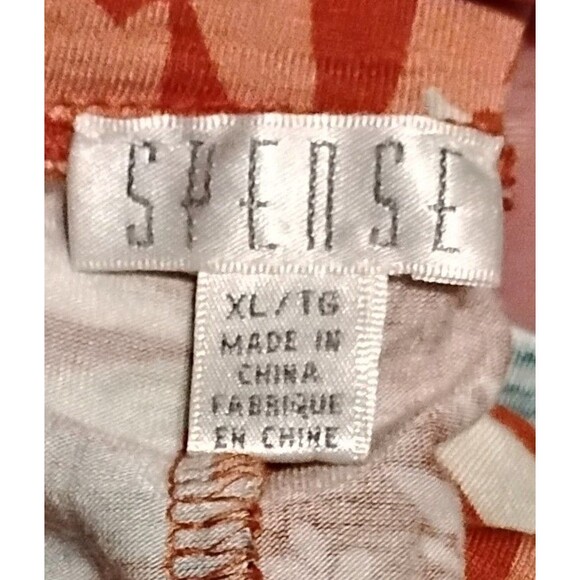 SPENSE
XL/TG
MADE IN
CHINA
FABRIQUE
EN CHINE